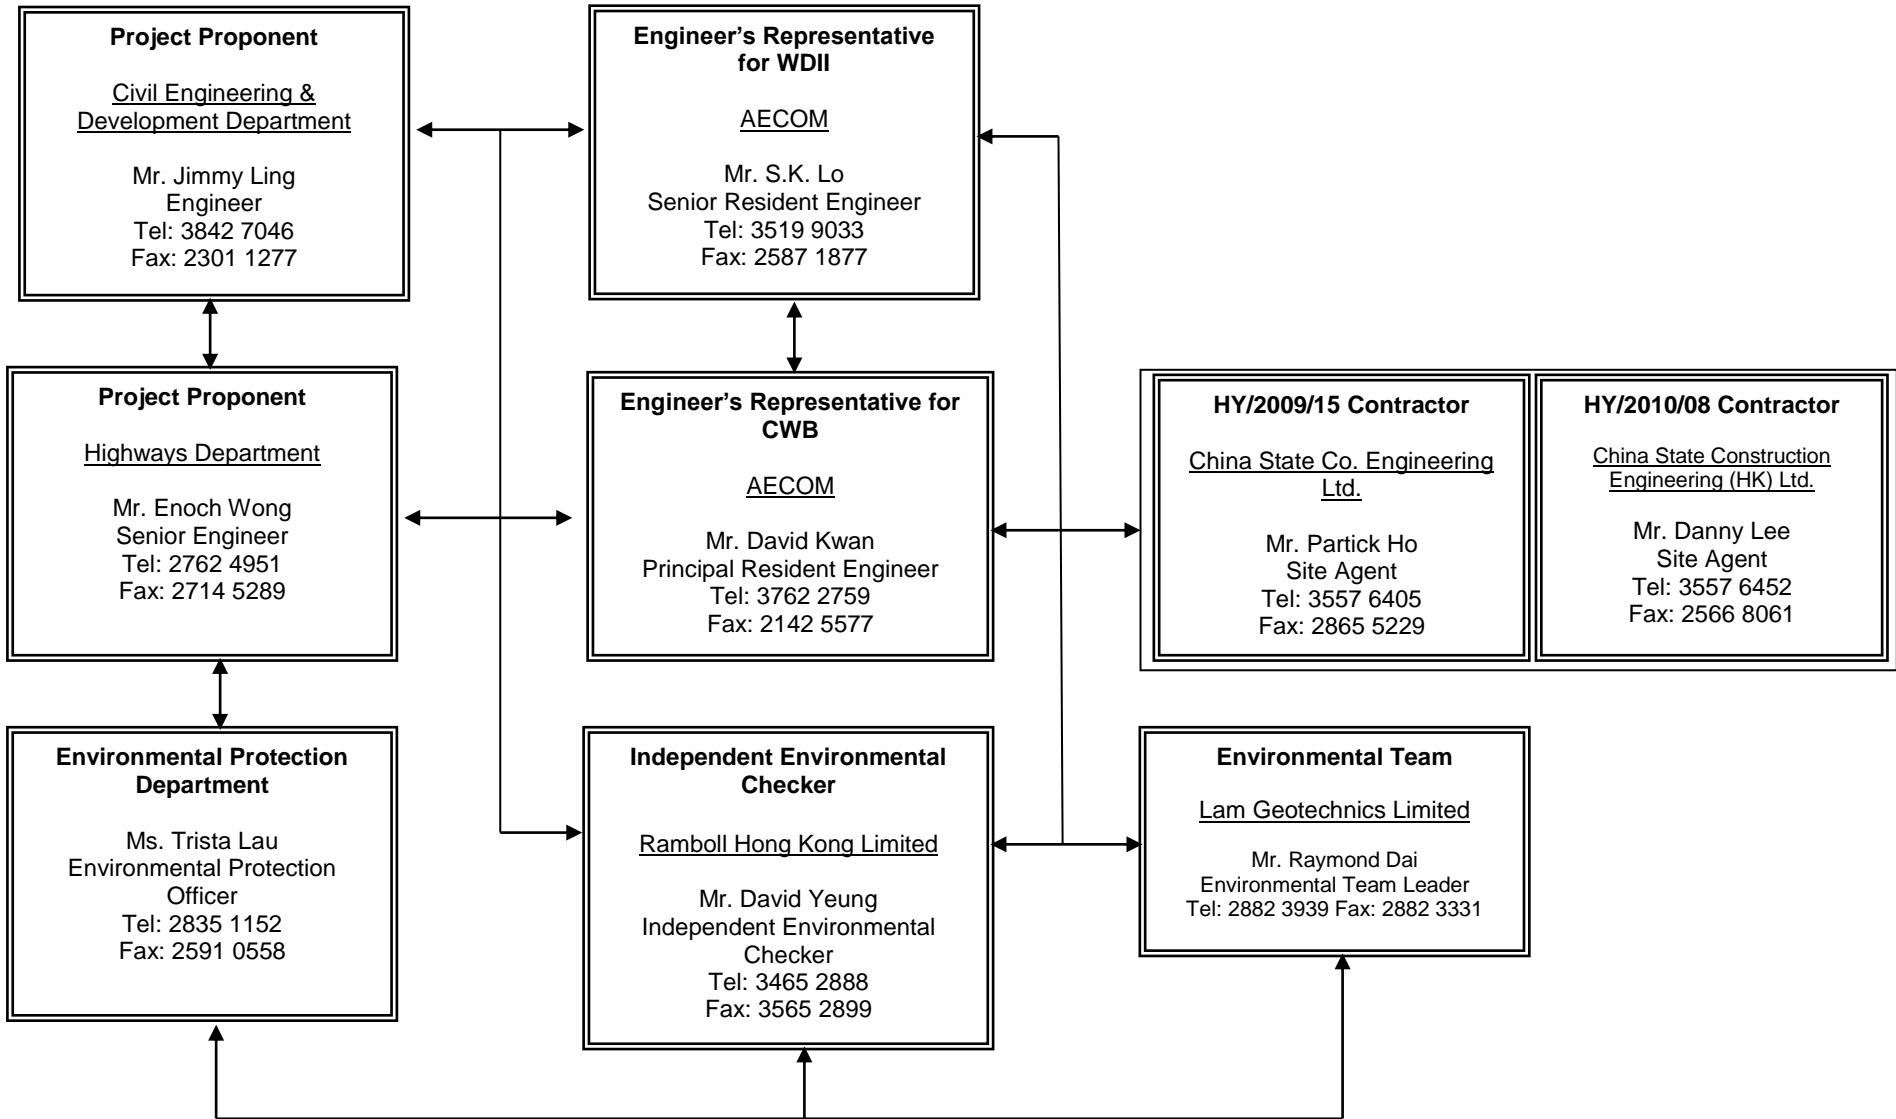 Project Proponent
Civil Engineering &
Development Department
Mr. Jimmy Ling
Engineer
Tel: 3842 7046
Fax: 2301 1277
Engineer’s Representative
for WDII
AECOM
Mr. S.K. Lo
Senior Resident Engineer
Tel: 3519 9033
Fax: 2587 1877
Project Proponent
Highways Department
Mr. Enoch Wong
Senior Engineer
Tel: 2762 4951
Fax: 2714 5289
Engineer’s Representative for
CWB
AECOM
Mr. David Kwan
Principal Resident Engineer
Tel: 3762 2759
Fax: 2142 5577
HY/2009/15 Contractor
China State Co. Engineering
Ltd.
Mr. Partick Ho
Site Agent
Tel: 3557 6405
Fax: 2865 5229
HY/2010/08 Contractor
China State Construction
Engineering (HK) Ltd.
Mr. Danny Lee
Site Agent
Tel: 3557 6452
Fax: 2566 8061
Environmental Protection
Department
Ms. Trista Lau
Environmental Protection
Officer
Tel: 2835 1152
Fax: 2591 0558
Independent Environmental
Checker
Ramboll Hong Kong Limited
Mr. David Yeung
Independent Environmental
Checker
Tel: 3465 2888
Fax: 3565 2899
Environmental Team
Lam Geotechnics Limited
Mr. Raymond Dai
Environmental Team Leader
Tel: 2882 3939 Fax: 2882 3331